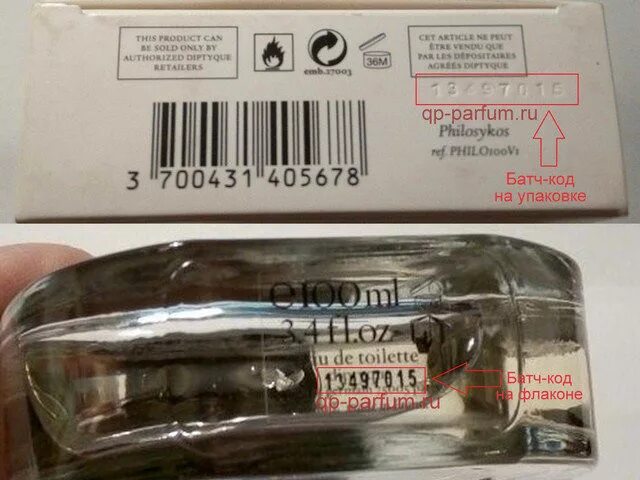 THIS PRODUCT CAN
BE SOLD ONLY BY
AUTHORIZED DIPTYQUE
RETAILERS
emb.27003
36M
CET ARTICLE NE PEUT
ÊTRE VENDU QUE
PAR LES DÉPOSITAIRES
AGRÉÉS DIPTYQUE
13497015
qp-parfum.ru
Philosykos
ref. PHILO100V1
3 700431 405678
Батч-код
на упаковке
e100 ml
3.4 fl.oz
eau de toilette
13497015
qp-parfum.ru
Батч-код
на флаконе